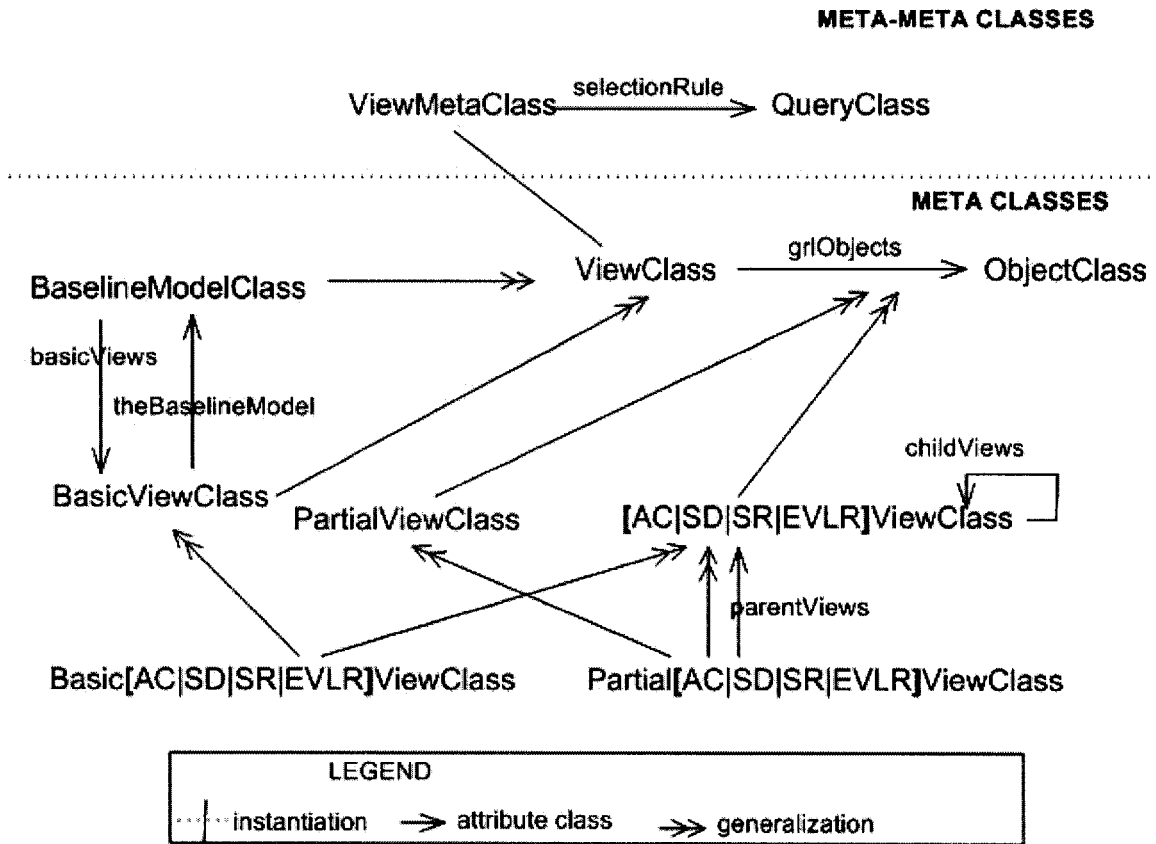 META-META CLASSES
selectionRule
ViewMetaClass QueryClass
META CLASSES
grlObjects
ViewClass ObjectClass
BaselineModelClass
basicViews
theBaselineModel
childViews
BasicViewClass
PartialViewClass [AC|SD|SR|EVLR]ViewClass
parentViews
Basic[AC|SD|SR|EVLR]ViewClass Partial[AC|SD|SR|EVLR]ViewClass
LEGEND
instantiation attribute class generalization